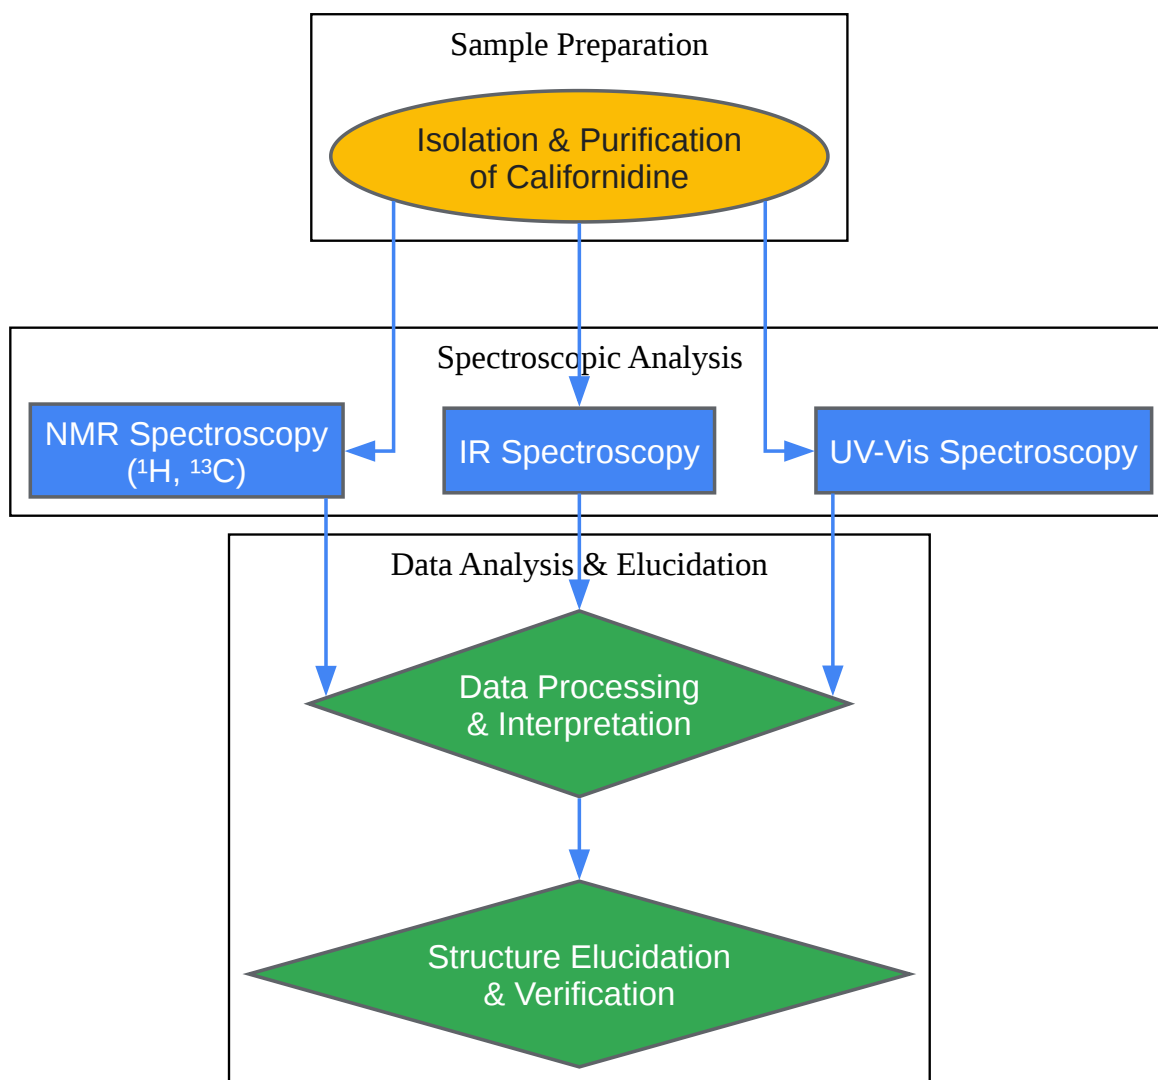 Sample Preparation
Isolation & Purification
of Californidine
Spectroscopic Analysis
NMR Spectroscopy
(¹H, ¹³C)
IR Spectroscopy
UV-Vis Spectroscopy
Data Analysis & Elucidation
Data Processing
& Interpretation
Structure Elucidation
& Verification